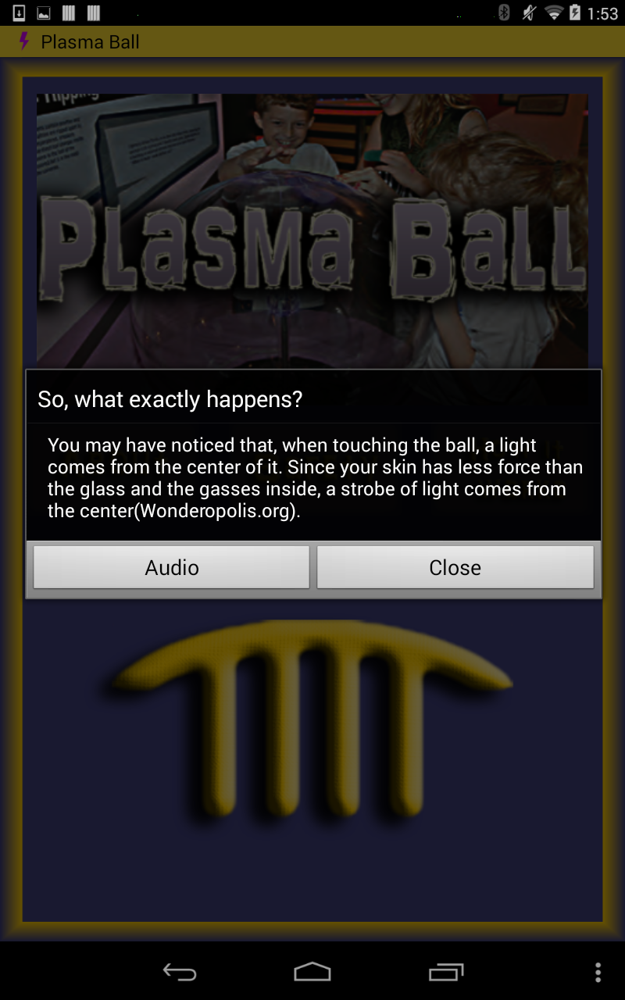 1:53
Plasma Ball
Plasma Ball
So, what exactly happens?
You may have noticed that, when touching the ball, a light
comes from the center of it. Since your skin has less force than
the glass and the gasses inside, a strobe of light comes from
the center(Wonderopolis.org).
Audio
Close